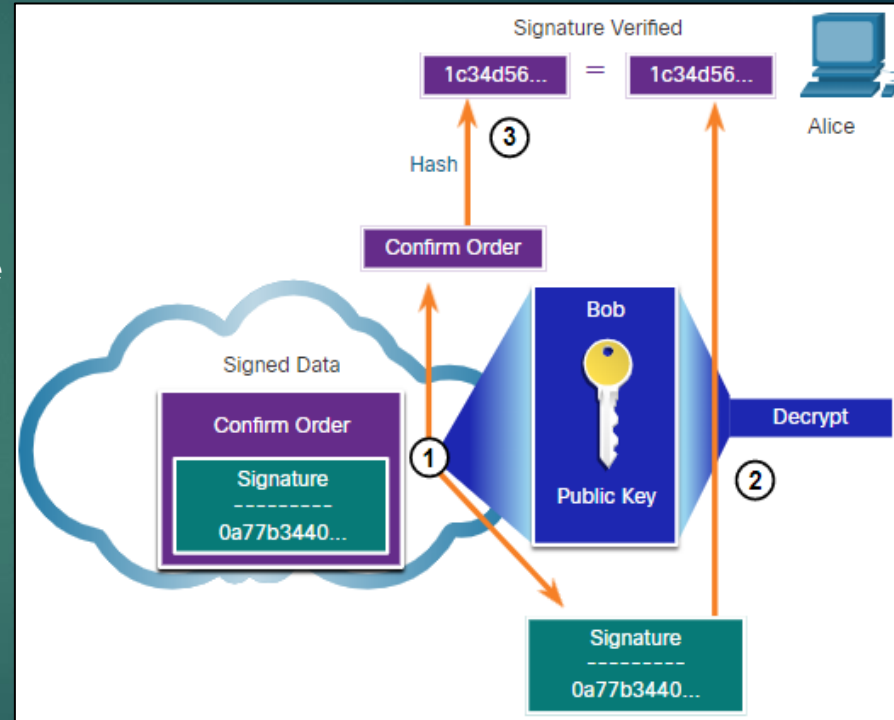 Signature Verified
1c34d56... = 1c34d56...
Alice
3
Hash
Confirm Order
Bob
Signed Data
Confirm Order
Decrypt
1
Signature
---------
0a77b3440...
Public Key
2
Signature
---------
0a77b3440...